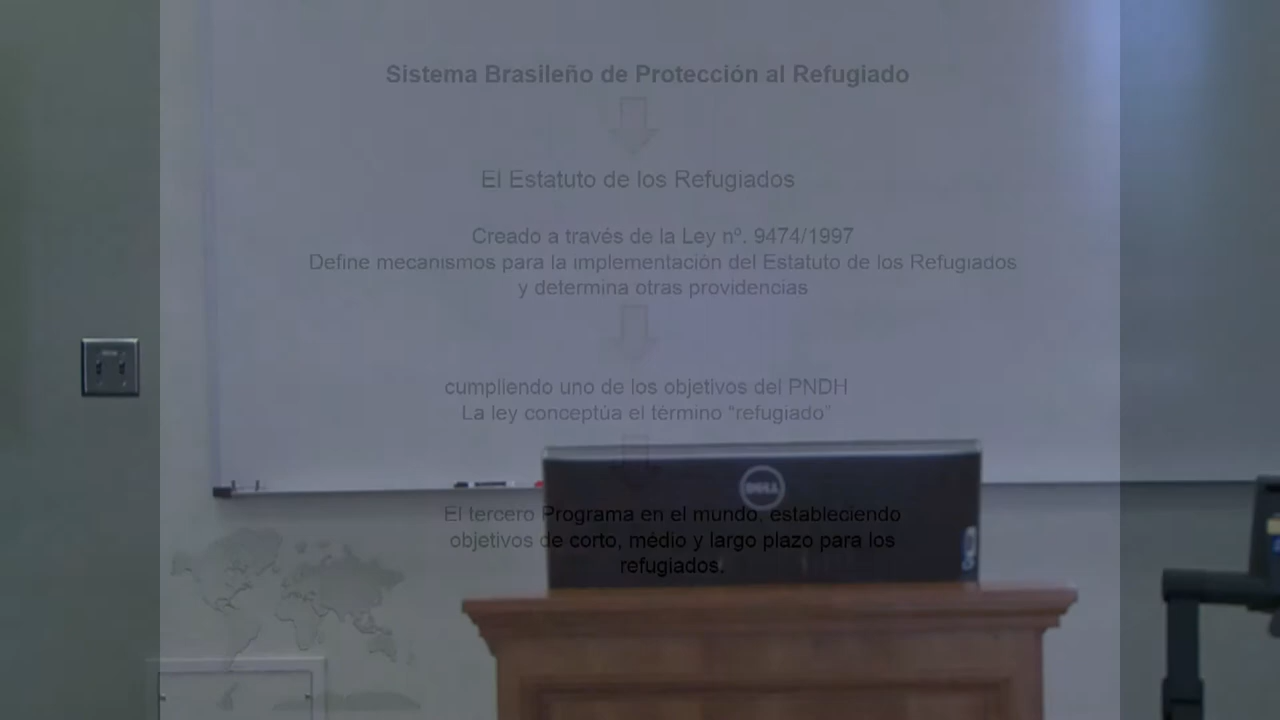 Sistema Brasileño de Protección al Refugiado
El Estatuto de los Refugiados
Creado a través de la Ley nº. 9474/1997
Define mecanismos para la implementación del Estatuto de los Refugiados
y determina otras providencias
cumpliendo uno de los objetivos del PNDH
La ley conceptúa el término “refugiado”
DELL
El tercero Programa en el mundo, estableciendo
objetivos de corto, médio y largo plazo para los
refugiados.